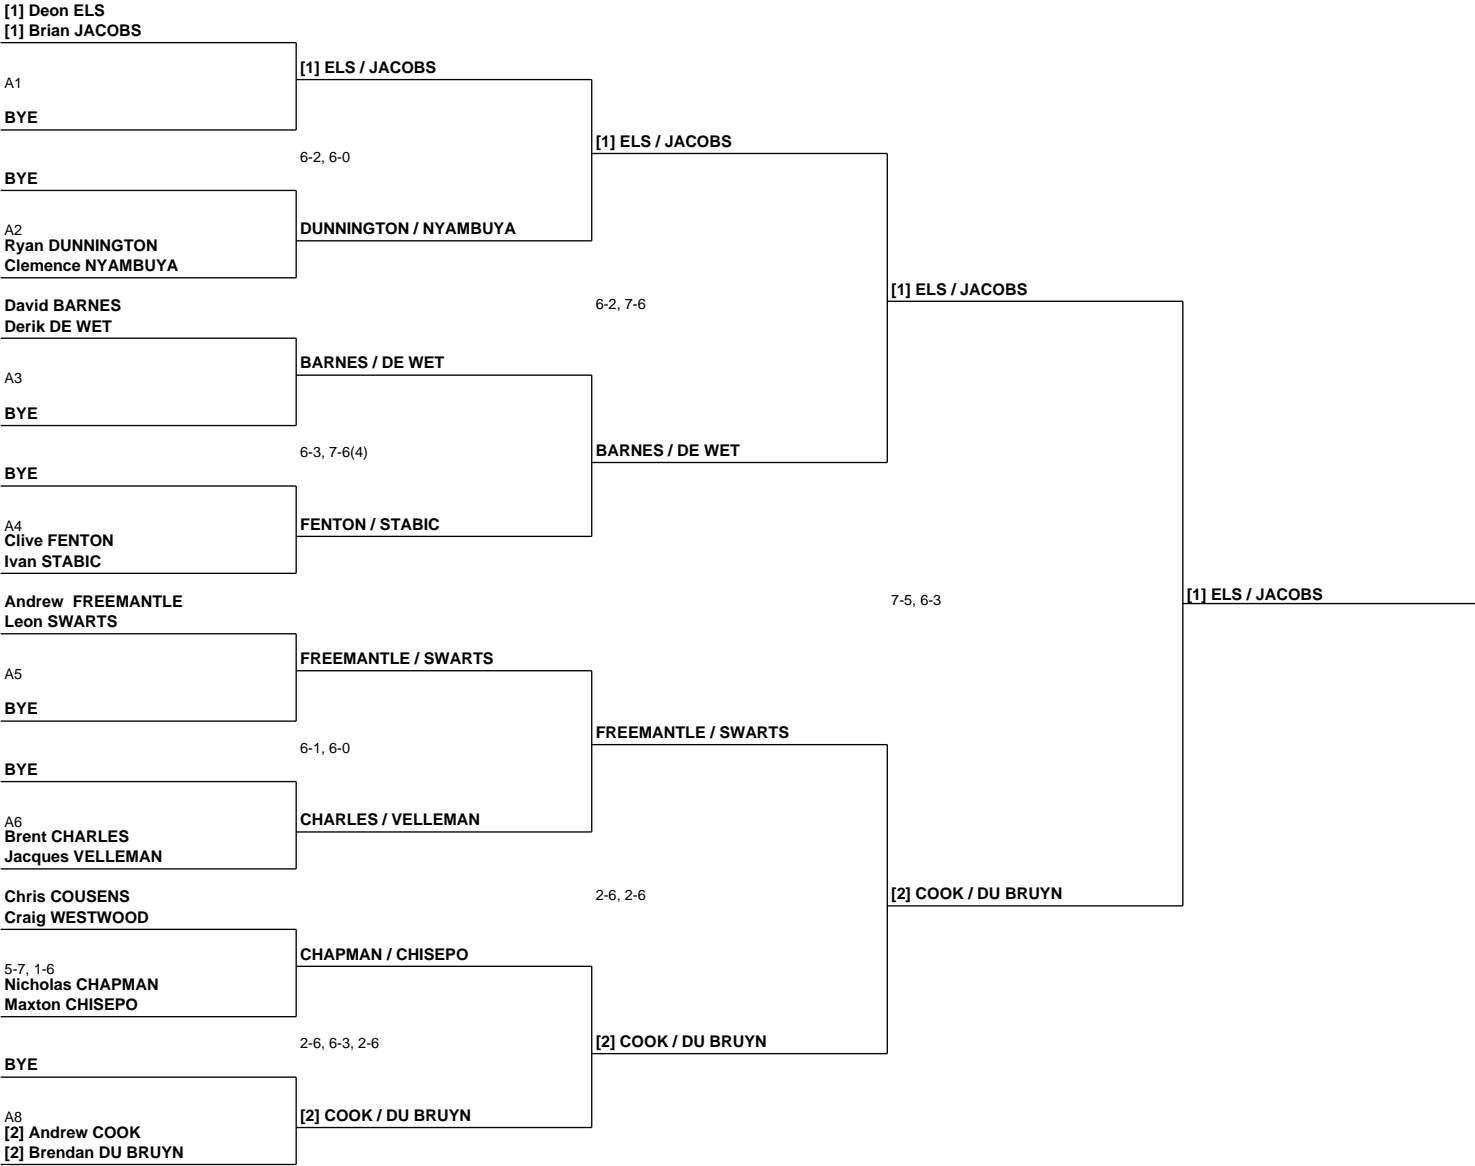 [1] Deon ELS
[1] Brian JACOBS
[1] ELS / JACOBS
A1
BYE
[1] ELS / JACOBS
6-2, 6-0
BYE
DUNNINGTON / NYAMBUYA
A2
Ryan DUNNINGTON
Clemence NYAMBUYA
[1] ELS / JACOBS
David BARNES
6-2, 7-6
Derik DE WET
BARNES / DE WET
A3
BYE
6-3, 7-6(4)
BARNES / DE WET
BYE
FENTON / STABIC
A4
Clive FENTON
Ivan STABIC
[1] ELS / JACOBS
Andrew  FREEMANTLE
7-5, 6-3
Leon SWARTS
FREEMANTLE / SWARTS
A5
BYE
FREEMANTLE / SWARTS
6-1, 6-0
BYE
CHARLES / VELLEMAN
A6
Brent CHARLES
Jacques VELLEMAN
[2] COOK / DU BRUYN
Chris COUSENS
2-6, 2-6
Craig WESTWOOD
CHAPMAN / CHISEPO
5-7, 1-6
Nicholas CHAPMAN
Maxton CHISEPO
2-6, 6-3, 2-6
[2] COOK / DU BRUYN
BYE
[2] COOK / DU BRUYN
A8
[2] Andrew COOK
[2] Brendan DU BRUYN